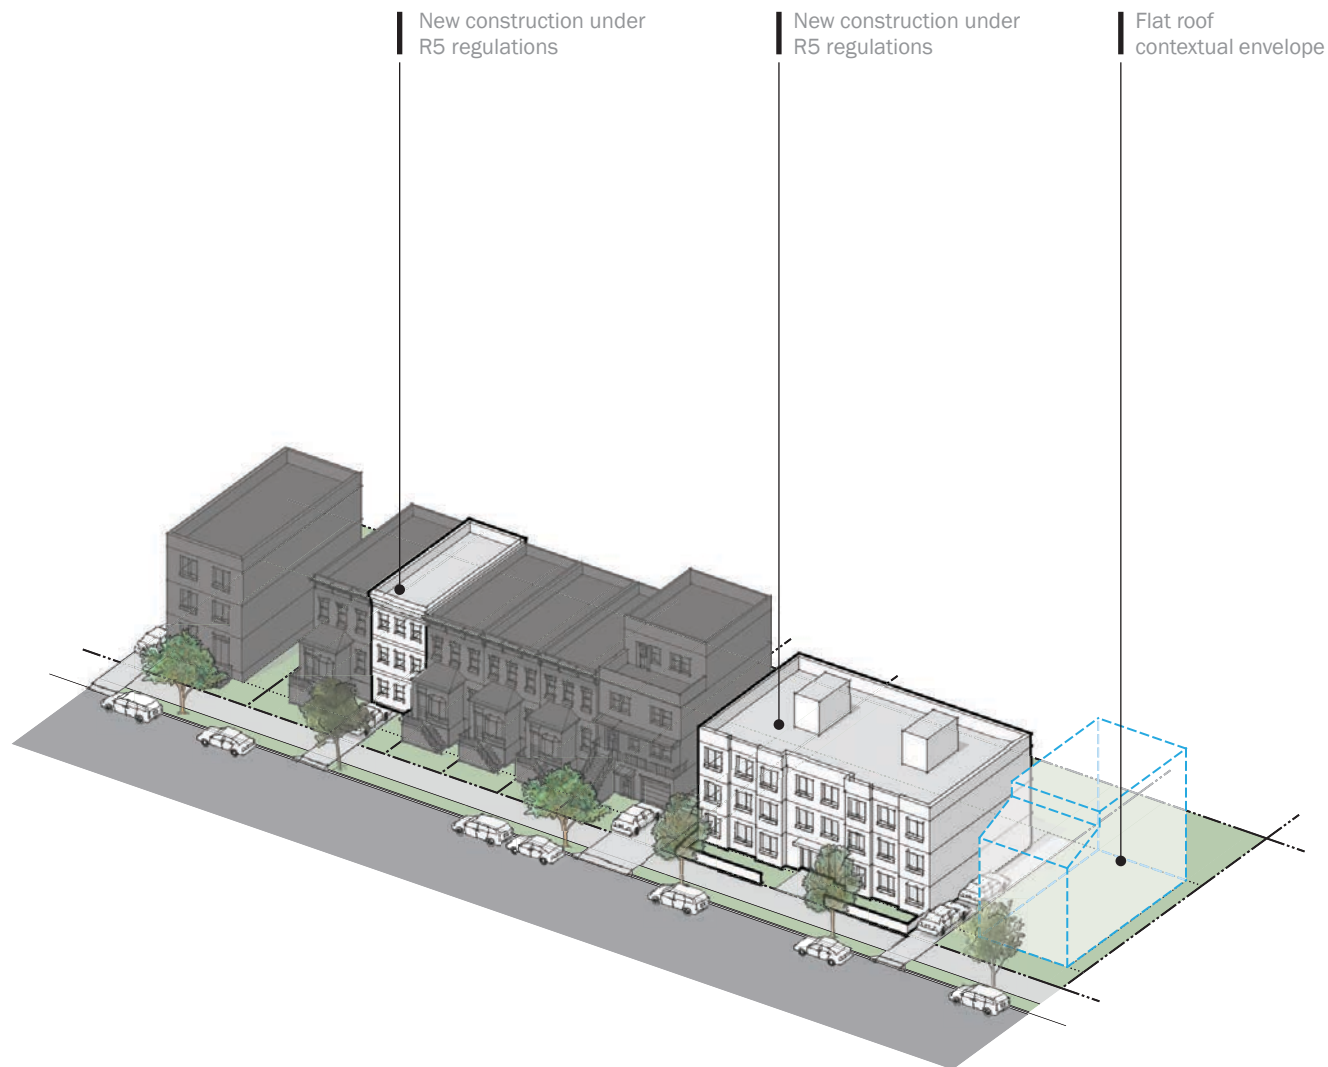 New construction under
R5 regulations
New construction under
R5 regulations
Flat roof
contextual envelope